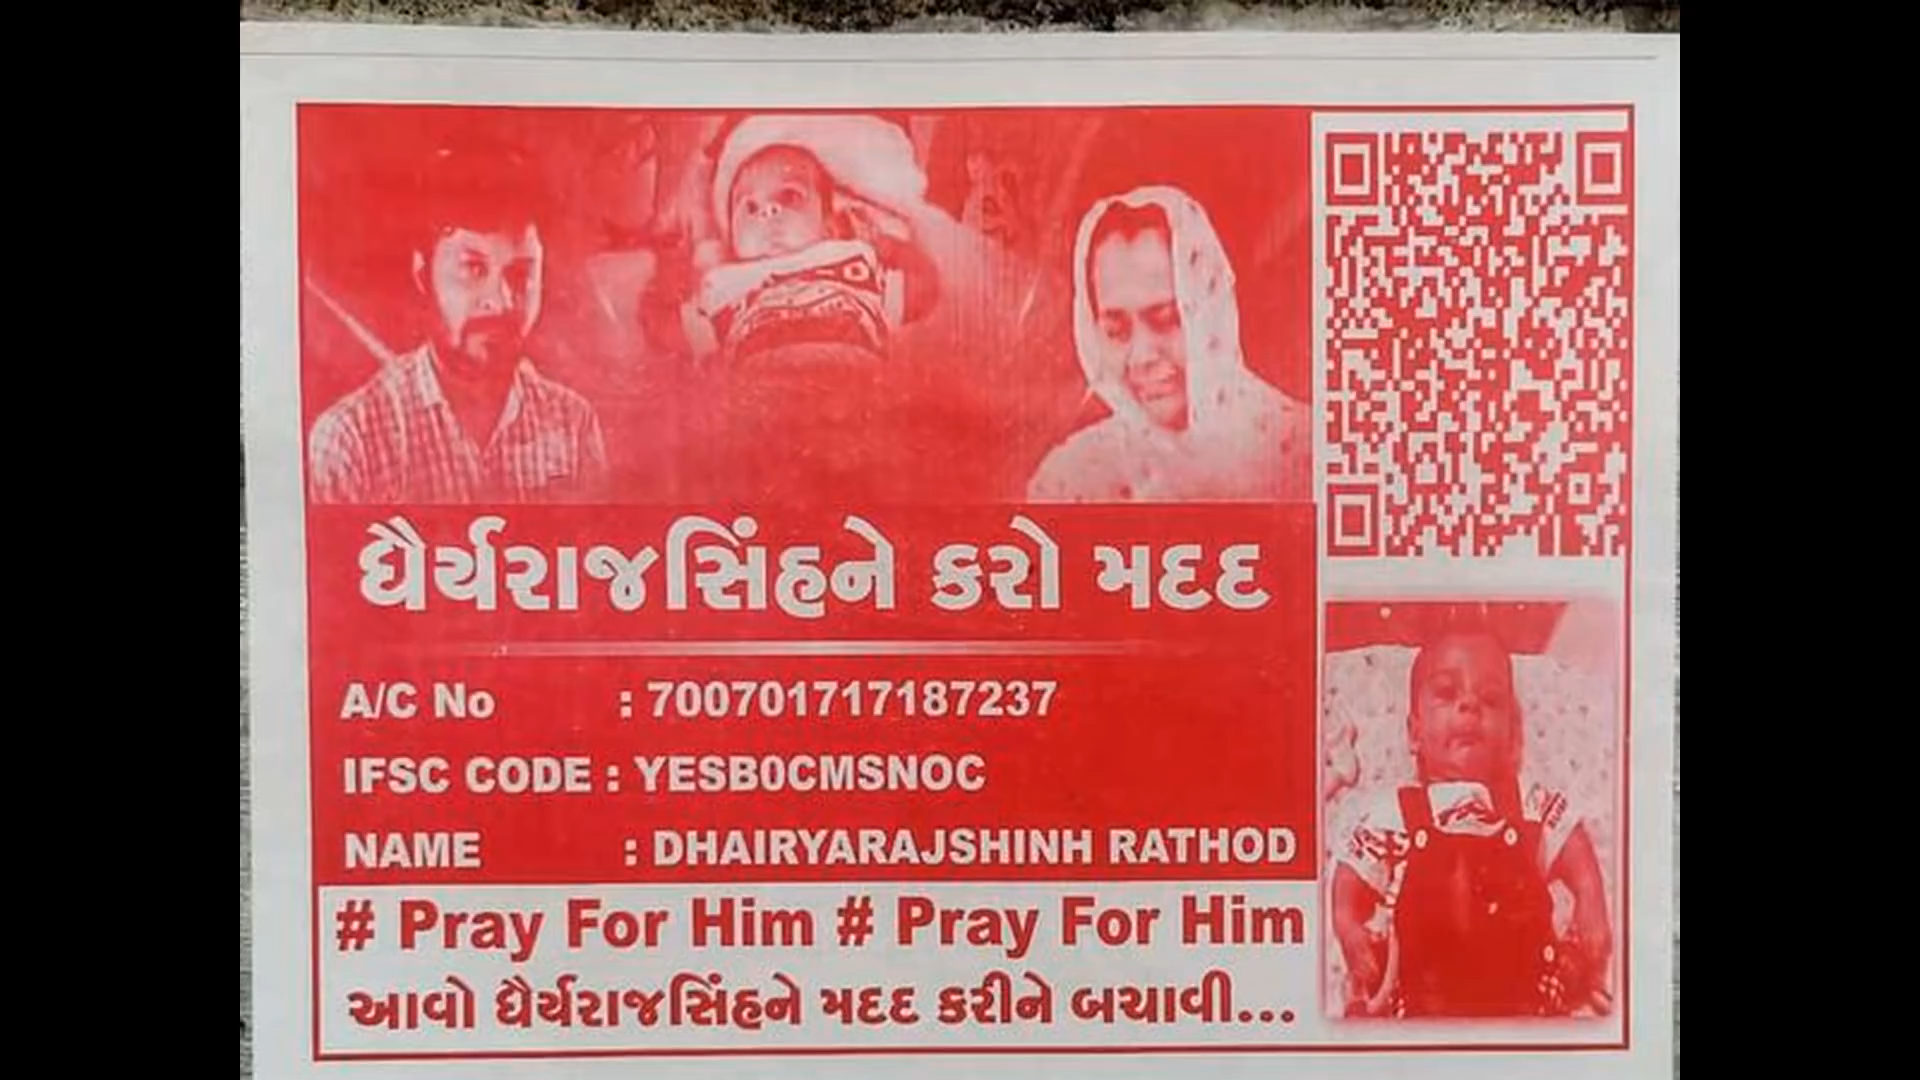 ધૈર્યરાજસિંહને કરો મદદ
A/C No : 700701717187237
IFSC CODE : YESB0CMSNOC
NAME : DHAIRYARAJSHINH RATHOD
# Pray For Him # Pray For Him
આવો ધૈર્યરાજસિંહને મદદ કરીને બચાવી...